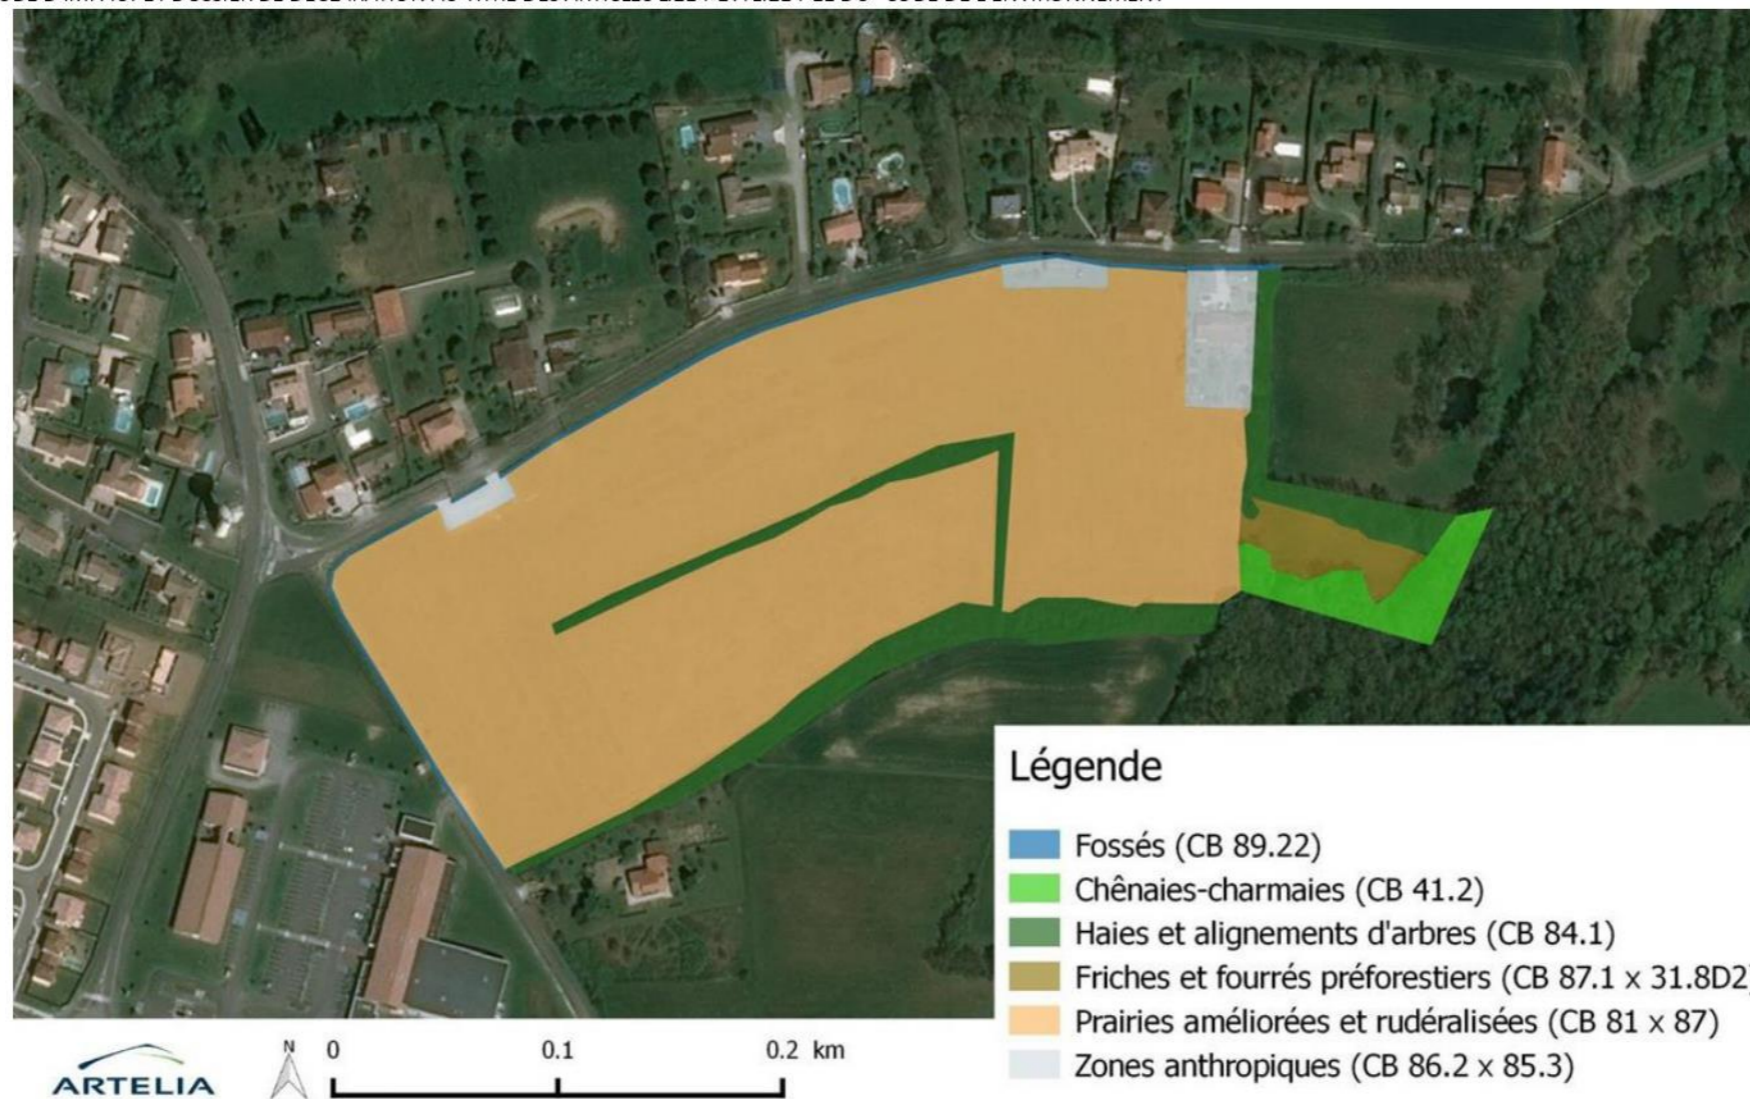 Légende
Fossés (CB 89.22)
Chênaies-charmaies (CB 41.2)
Haies et alignements d'arbres (CB 84.1)
Friches et fourrés préforestiers (CB 87.1 x 31.8D2)
Prairies améliorées et rudéralisées (CB 81 x 87)
Zones anthropiques (CB 86.2 x 85.3)
ARTELIA
N
0 0.1 0.2 km